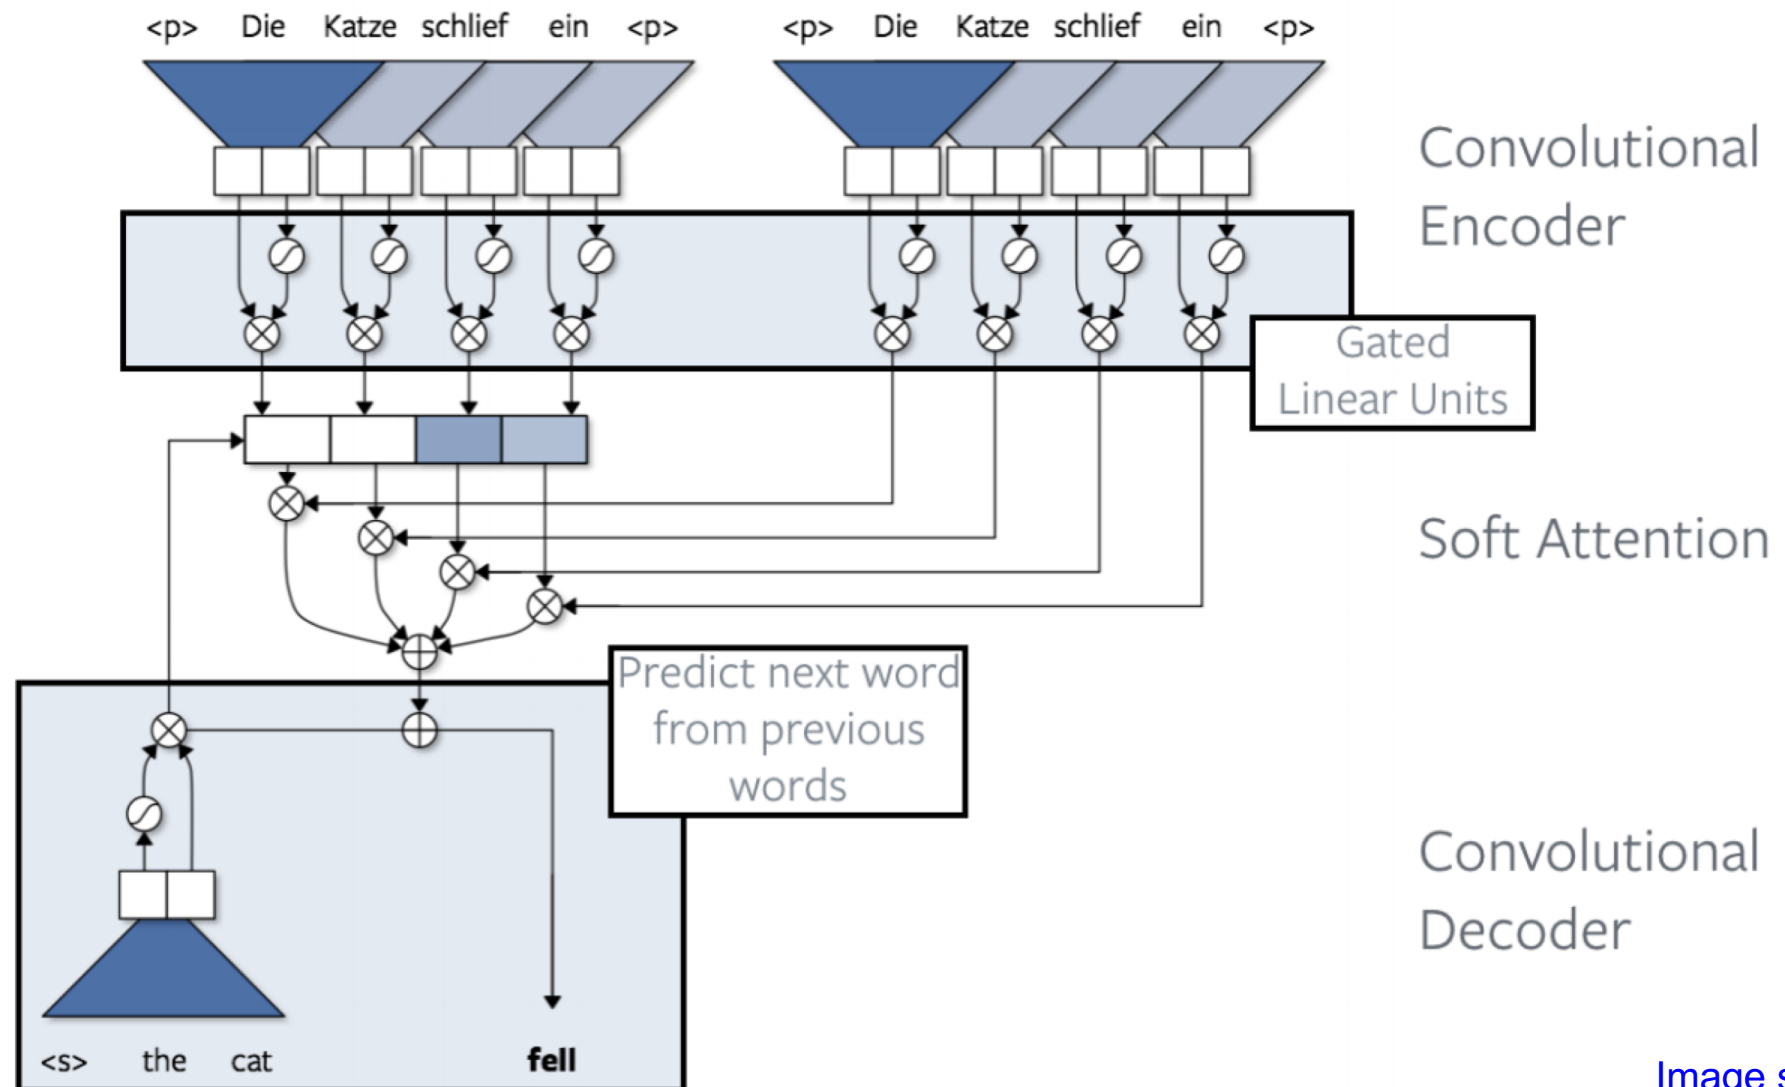 <p> Die Katze schlief ein <p> <p> Die Katze schlief ein <p>
Convolutional
Encoder
Gated
Linear Units
Soft Attention
Predict next word
from previous
words
Convolutional
Decoder
<s> the cat fell
Image s